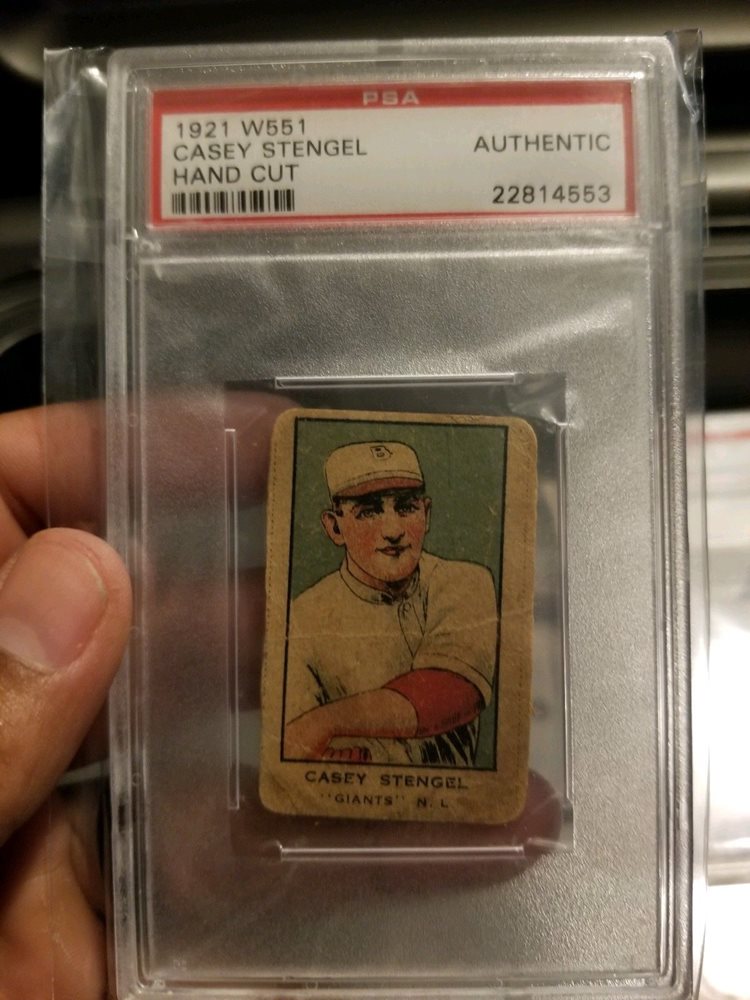 PSA
1921 W551
CASEY STENGEL
HAND CUT
AUTHENTIC
22814553
B
CASEY STENGEL
"GIANTS" N. L